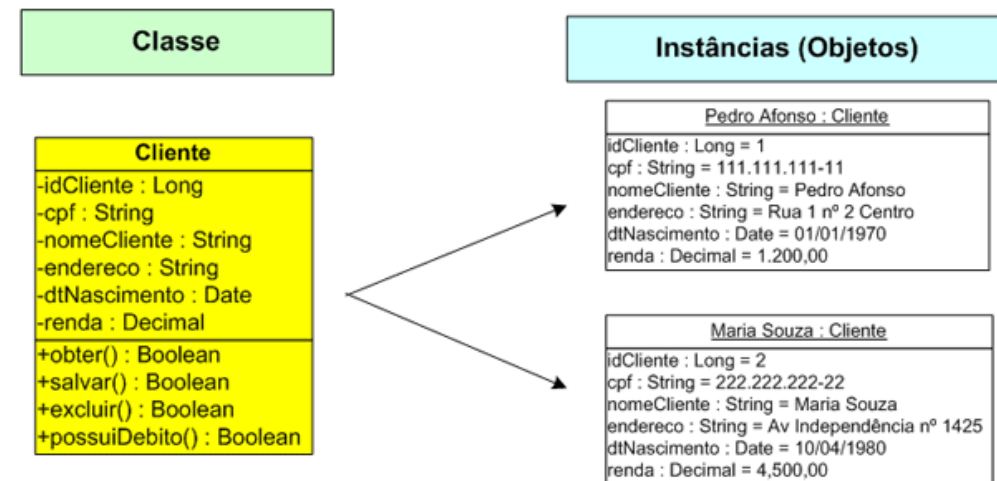 Classe
Instâncias (Objetos)
Cliente
-idCliente : Long
-cpf : String
-nomeCliente : String
-endereco : String
-dtNascimento : Date
-renda : Decimal
+obter() : Boolean
+salvar() : Boolean
+excluir() : Boolean
+possuiDebito() : Boolean
Pedro Afonso : Cliente
idCliente : Long = 1
cpf : String = 111.111.111-11
nomeCliente : String = Pedro Afonso
endereco : String = Rua 1 nº 2 Centro
dtNascimento : Date = 01/01/1970
renda : Decimal = 1.200,00
Maria Souza : Cliente
idCliente : Long = 2
cpf : String = 222.222.222-22
nomeCliente : String = Maria Souza
endereco : String = Av Independência nº 1425
dtNascimento : Date = 10/04/1980
renda : Decimal = 4,500,00